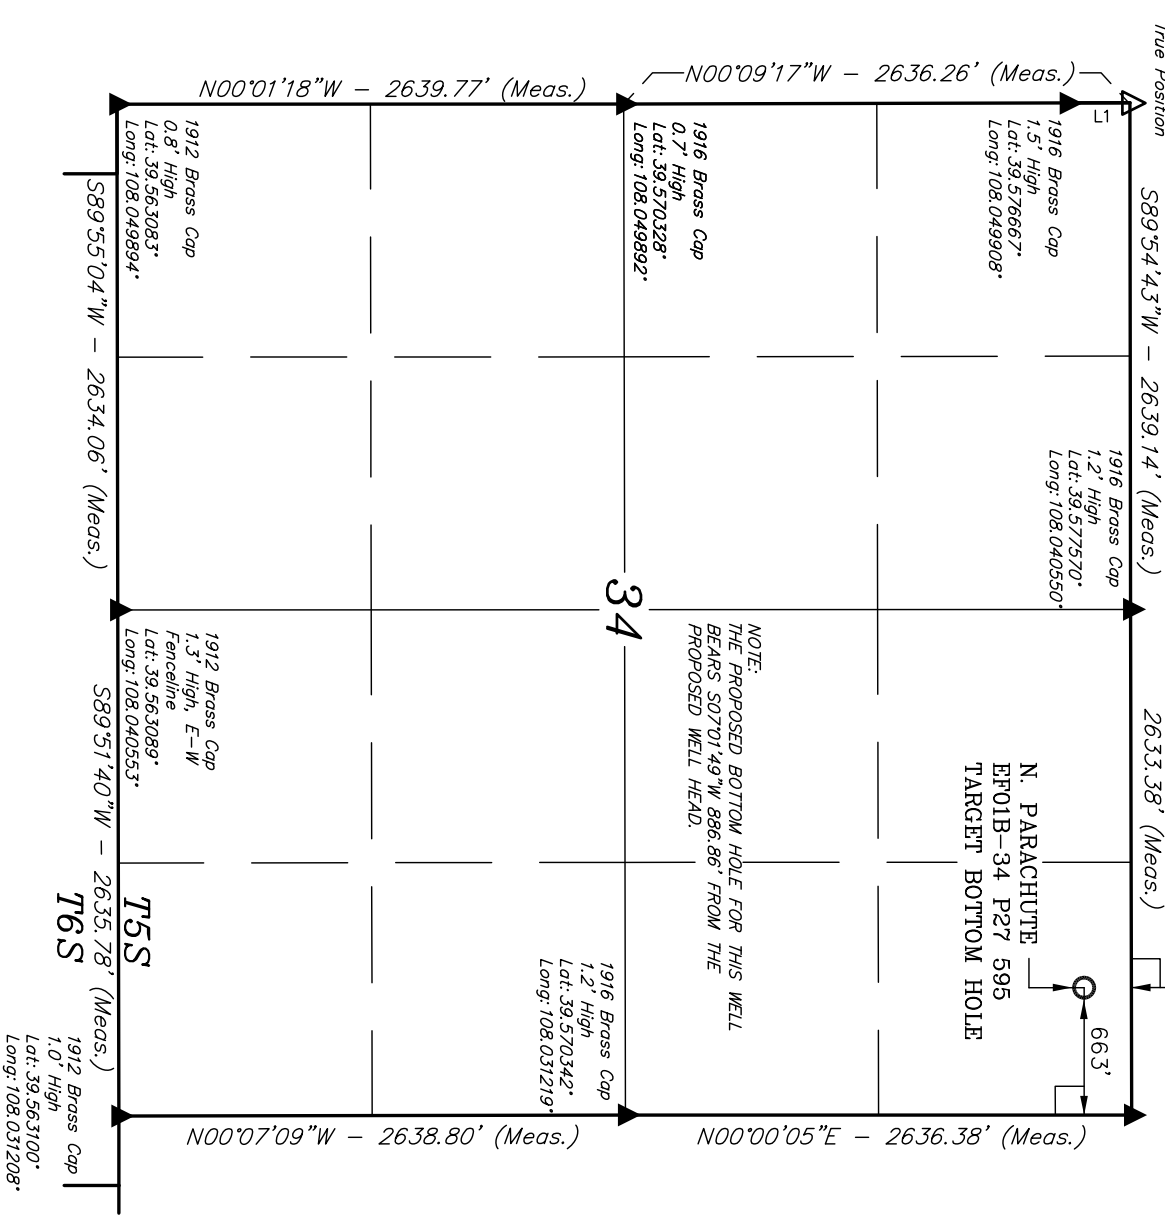 True Position
S89°54'43"W - 2639.14' (Meas.)
2633.38' (Meas.)
N00°09'17"W - 2636.26' (Meas.)
L1
1916 Brass Cap
1.5' High
Lat: 39.576667°
Long: 108.049908°
1916 Brass Cap
1.2' High
Lat: 39.577570°
Long: 108.040550°
N. PARACHUTE
EF01B-34 P27 595
TARGET BOTTOM HOLE
663'
N00°01'18"W - 2639.77' (Meas.)
1916 Brass Cap
0.7' High
Lat: 39.570328°
Long: 108.049892°
34
NOTE:
THE PROPOSED BOTTOM HOLE FOR THIS WELL
BEARS S07°01'49"W 886.86' FROM THE
PROPOSED WELL HEAD.
1916 Brass Cap
1.2' High
Lat: 39.570342°
Long: 108.031219°
N00°00'05"E - 2636.38' (Meas.)
N00°07'09"W - 2638.80' (Meas.)
1912 Brass Cap
0.8' High
Lat: 39.563083°
Long: 108.049894°
1912 Brass Cap
1.3' High, E-W
Fenceline
Lat: 39.563089°
Long: 108.040553°
S89°55'04"W - 2634.06' (Meas.)
S89°51'40"W - 2635.78' (Meas.)
T5S
T6S
1912 Brass Cap
1.0' High
Lat: 39.563100°
Long: 108.031208°